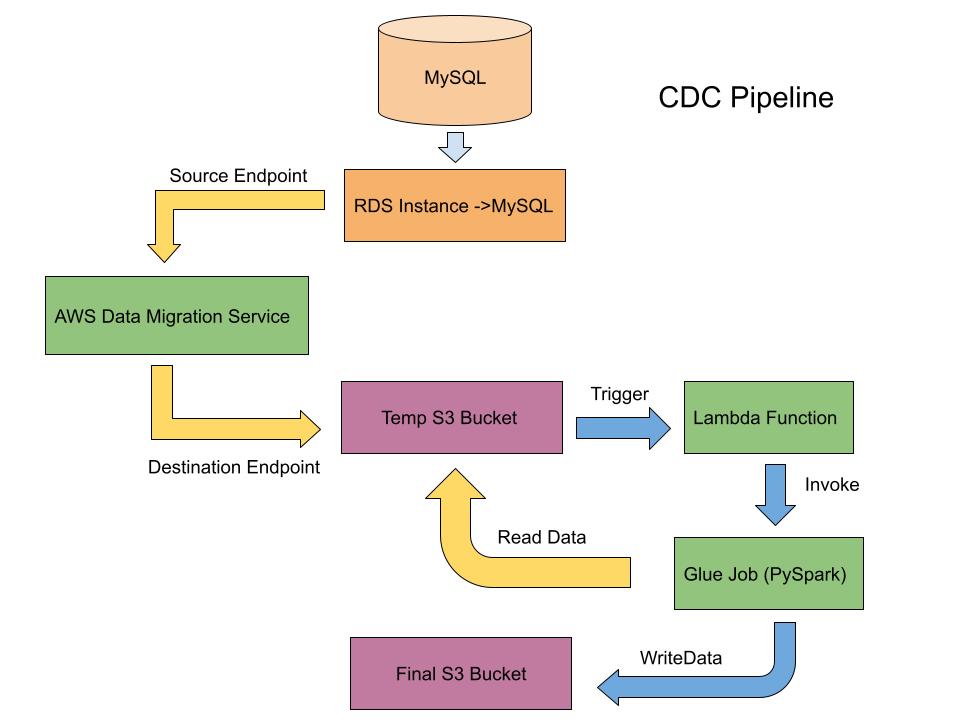 MySQL
CDC Pipeline
Source Endpoint
RDS Instance ->MySQL
AWS Data Migration Service
Temp S3 Bucket
Trigger
Lambda Function
Destination Endpoint
Invoke
Read Data
Glue Job (PySpark)
WriteData
Final S3 Bucket